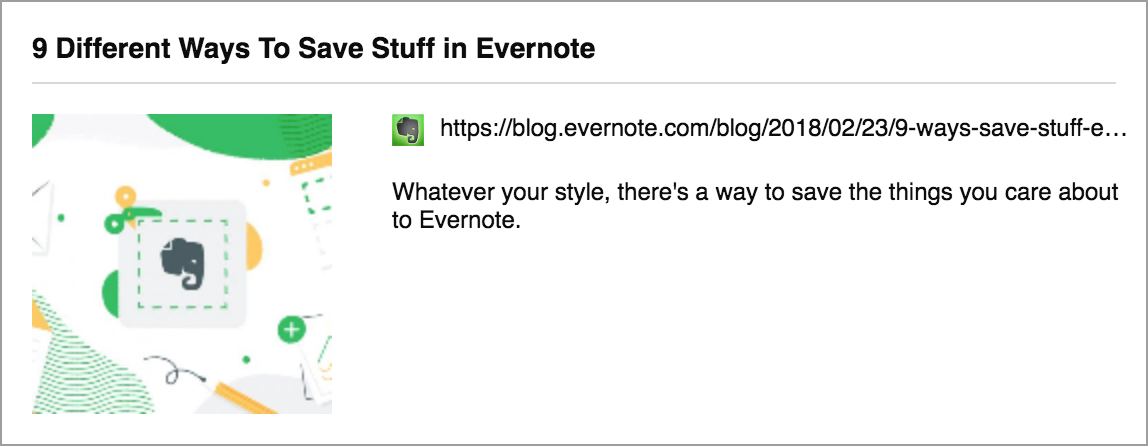 9 Different Ways To Save Stuff in Evernote
https://blog.evernote.com/blog/2018/02/23/9-ways-save-stuff-e…
Whatever your style, there's a way to save the things you care about
to Evernote.